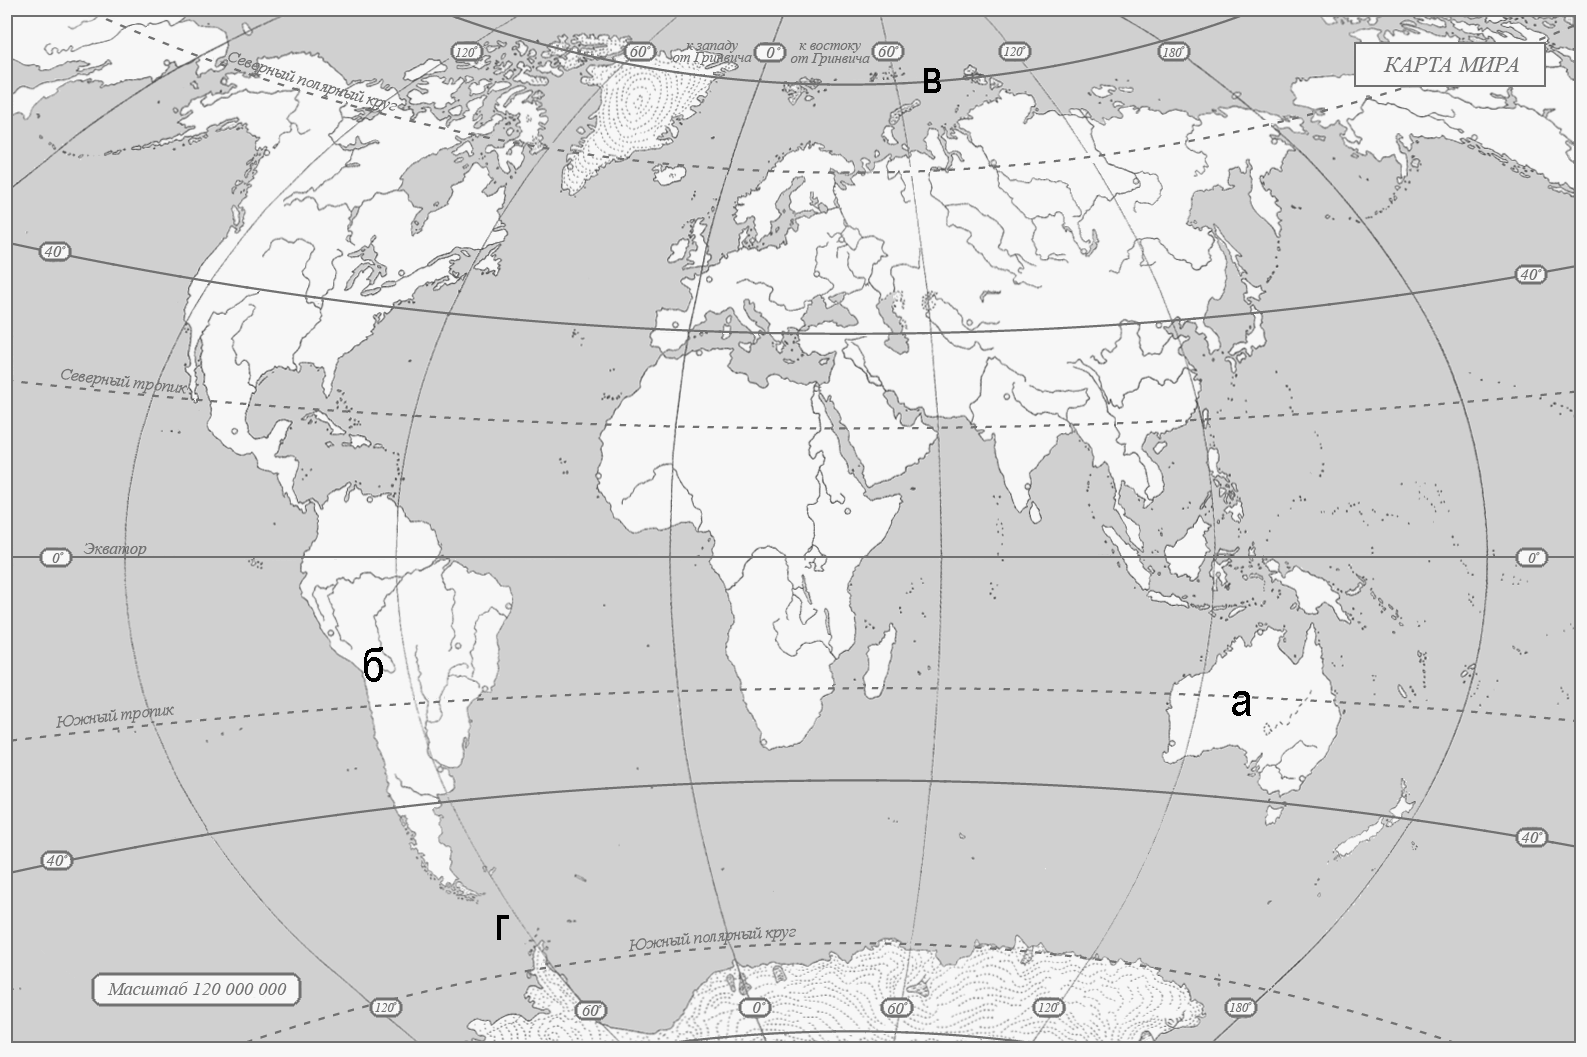 120°
60°
к западу
от Гринвича
0°
к востоку
от Гринвича
60°
120°
180°
КАРТА МИРА
в
Северный полярный круг
40°
40°
Северный тропик
Экватор
0°
0°
б
а
Южный тропик
40°
40°
г
Южный полярный круг
Масштаб 120 000 000
120°
60°
0°
60°
120°
180°